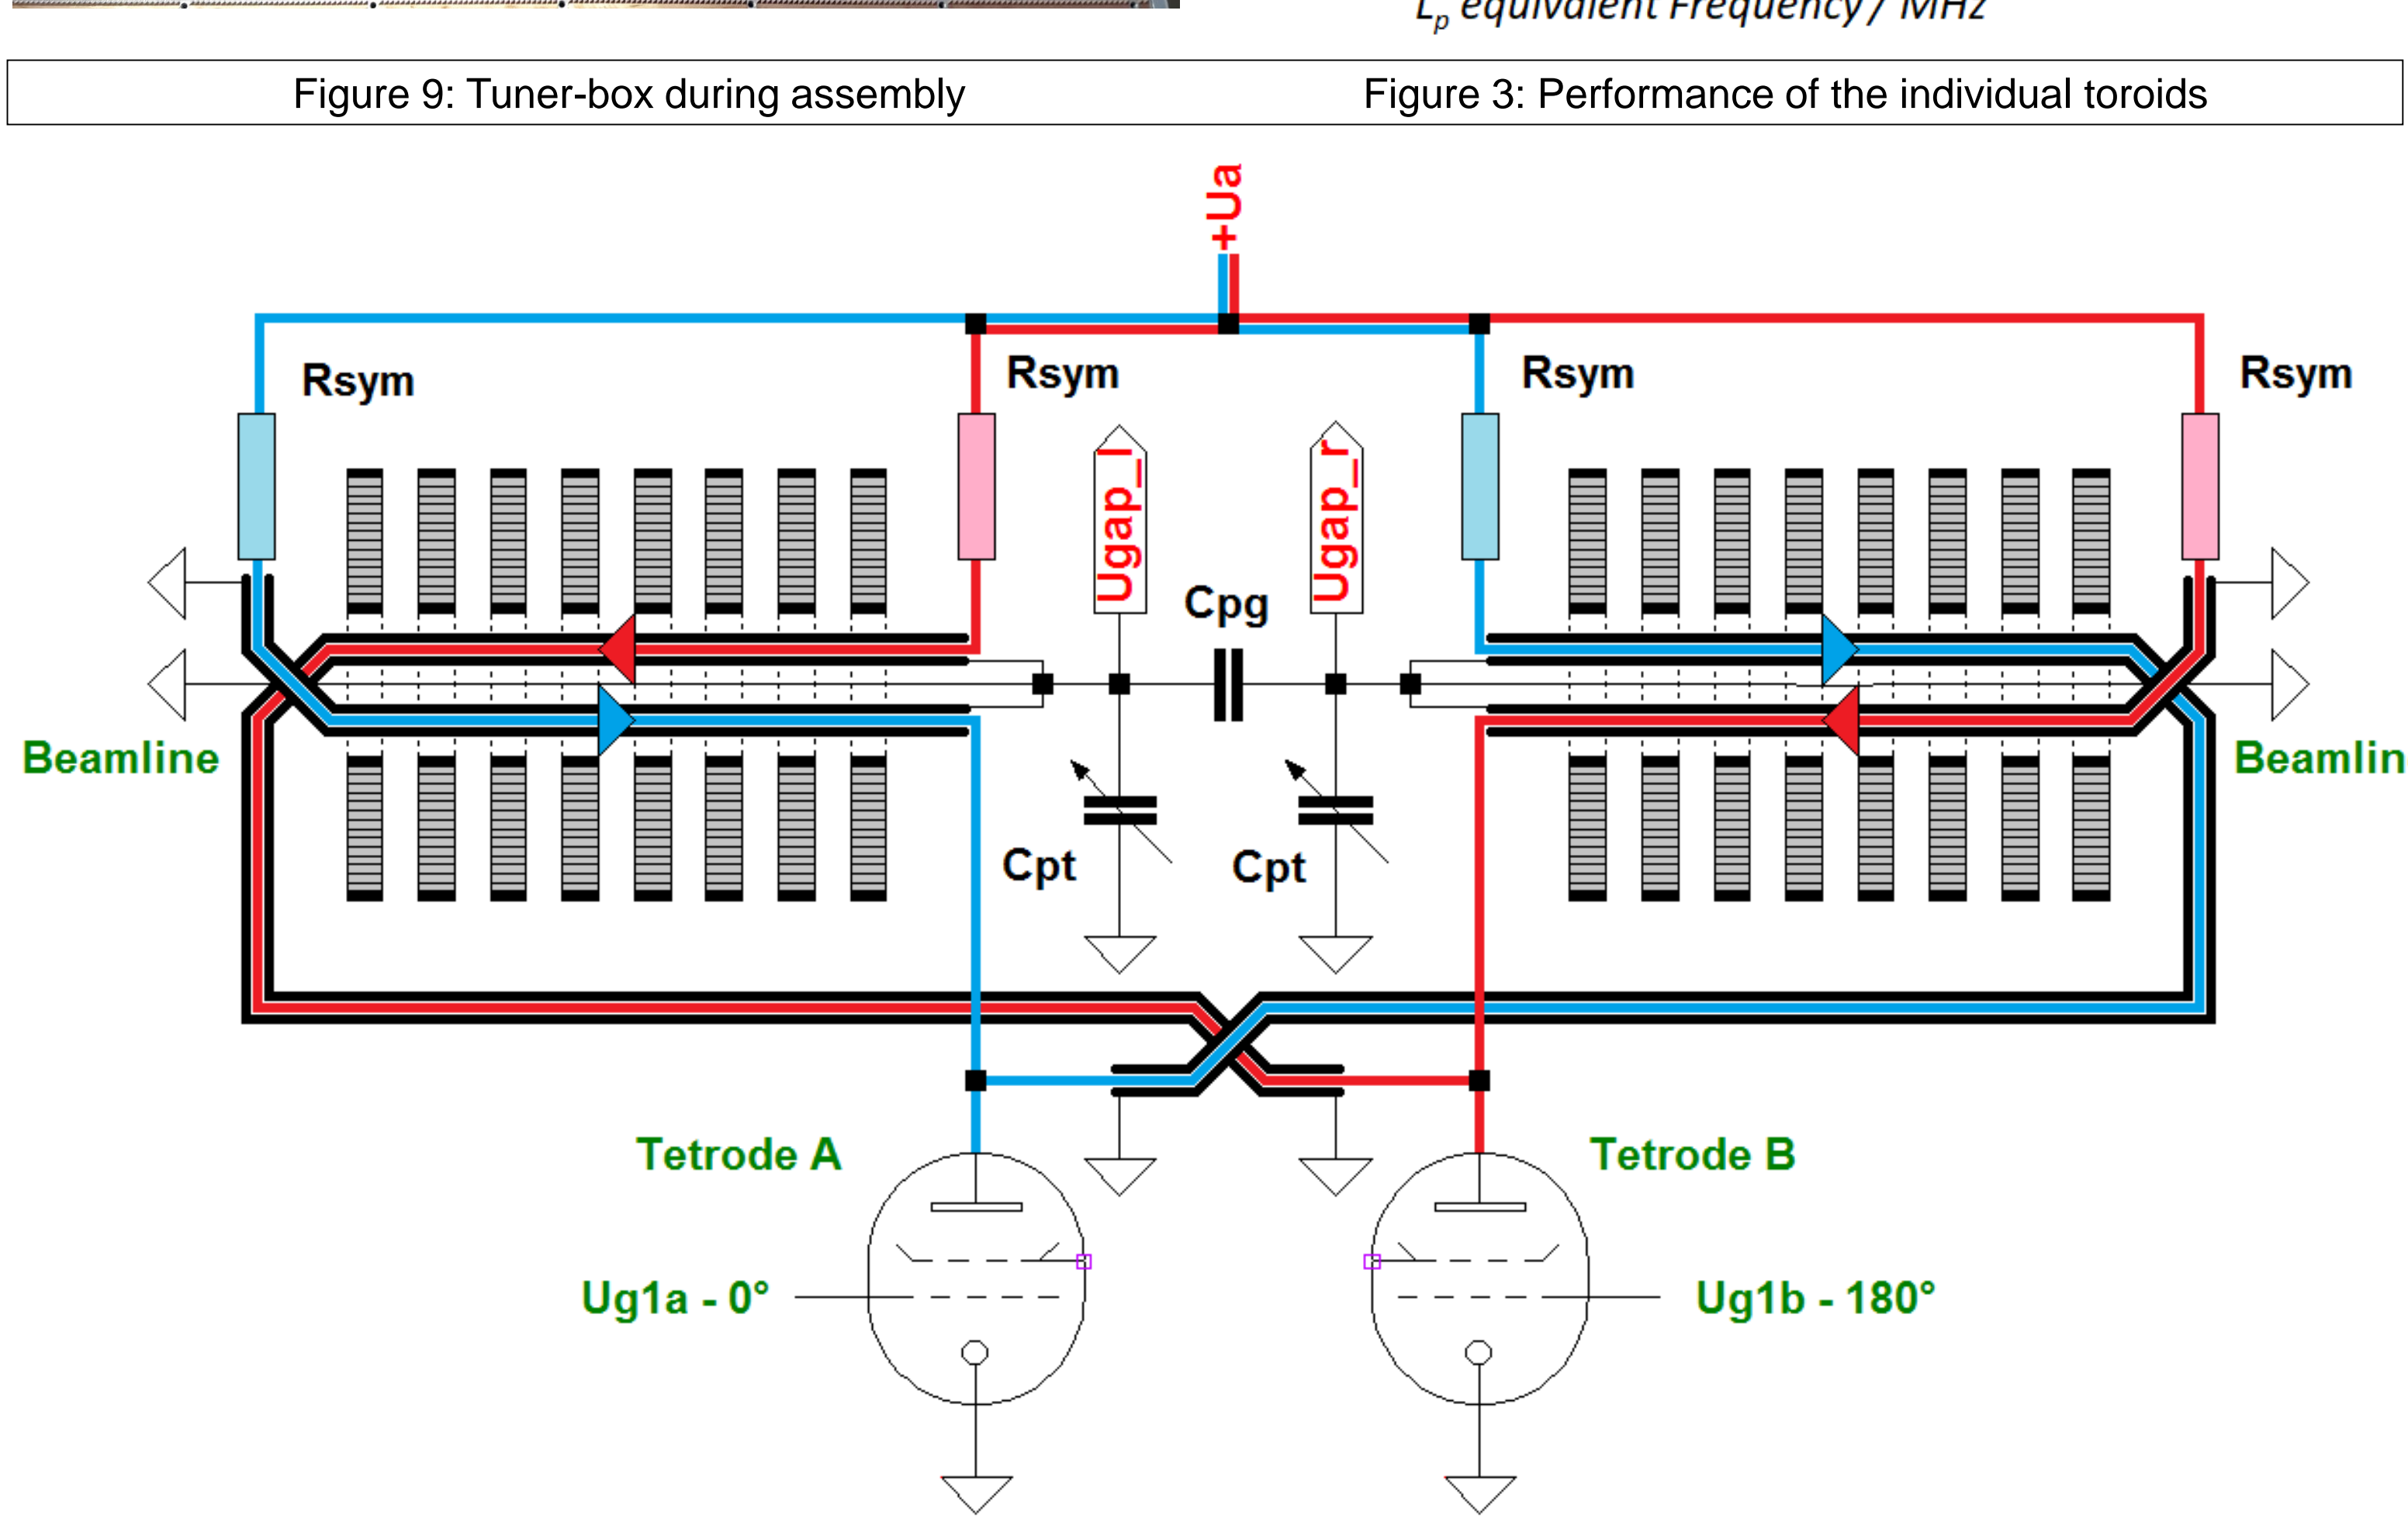 Lp equivalent Frequency / MHz
Figure 9: Tuner-box during assembly
Figure 3: Performance of the individual toroids
+Ua
Rsym
Rsym
Rsym
Rsym
Ugap_l
Ugap_r
Cpg
Beamline
Beamlin
Cpt
Cpt
Tetrode A
Tetrode B
Ug1a - 0°
Ug1b - 180°